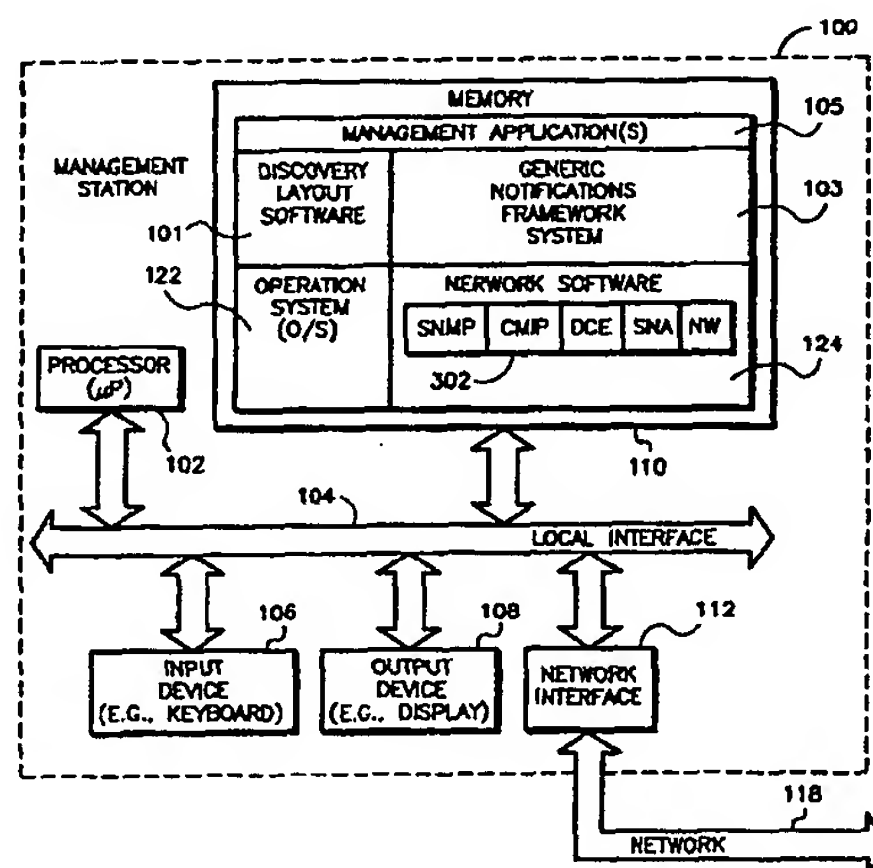 100
MEMORY
MANAGEMENT APPLICATION(S)
105
MANAGEMENT
STATION
DISCOVERY
LAYOUT
SOFTWARE
GENERIC
NOTIFICATIONS
FRAMEWORK
SYSTEM
103
101
122
OPERATION
SYSTEM
(O/S)
NERWORK SOFTWARE
SNMP CMIP DCE SNA NW
302
124
PROCESSOR
(μP)
102
110
104
LOCAL INTERFACE
106
108
112
INPUT
DEVICE
(E.G., KEYBOARD)
OUTPUT
DEVICE
(E.G., DISPLAY)
NETWORK
INTERFACE
118
NETWORK